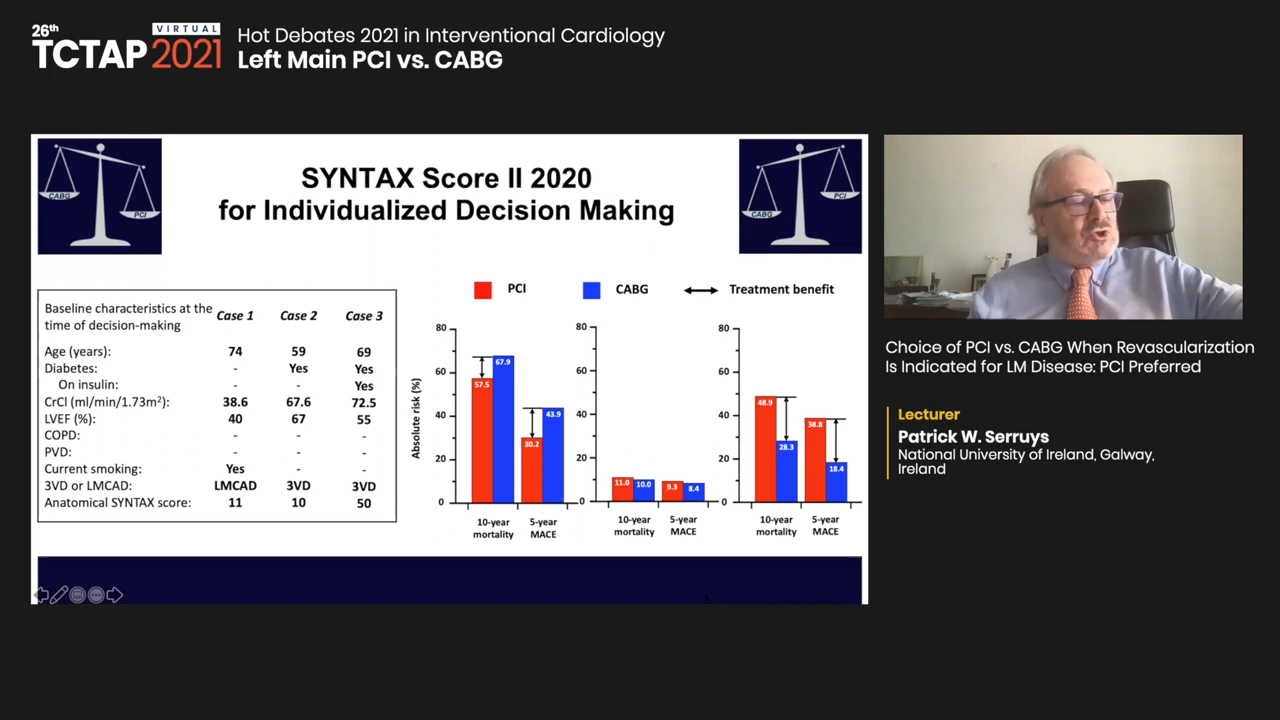 26th
TCTAP
VIRTUAL
2021
Hot Debates 2021 in Interventional Cardiology
Left Main PCI vs. CABG
CABG
PCI
SYNTAX Score II 2020
for Individualized Decision Making
CABG
PCI
Baseline characteristics at the
time of decision-making
Case 1 Case 2 Case 3
Age (years): 74 59 69
Diabetes: - Yes Yes
On insulin: - - Yes
CrCl (ml/min/1.73m²): 38.6 67.6 72.5
LVEF (%): 40 67 55
COPD: - - -
PVD: - - -
Current smoking: Yes - -
3VD or LMCAD: LMCAD 3VD 3VD
Anatomical SYNTAX score: 11 10 50
PCI CABG Treatment benefit
Absolute risk (%)
80
60
40
20
0
57.5
67.9
30.2
43.9
10-year
mortality
5-year
MACE
80
60
40
20
0
11.0
10.0
9.3
8.4
10-year
mortality
5-year
MACE
80
60
40
20
0
48.9
28.3
38.8
18.4
10-year
mortality
5-year
MACE
Choice of PCI vs. CABG When Revascularization
Is Indicated for LM Disease: PCI Preferred
Lecturer
Patrick W. Serruys
National University of Ireland, Galway,
Ireland